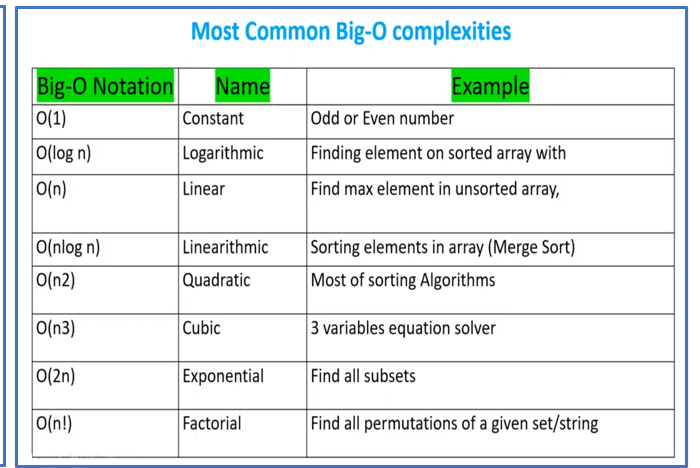 Most Common Big-O complexities
Big-O Notation Name Example
O(1) Constant Odd or Even number
O(log n) Logarithmic Finding element on sorted array with
O(n) Linear Find max element in unsorted array,
O(nlog n) Linearithmic Sorting elements in array (Merge Sort)
O(n2) Quadratic Most of sorting Algorithms
O(n3) Cubic 3 variables equation solver
O(2n) Exponential Find all subsets
O(n!) Factorial Find all permutations of a given set/string